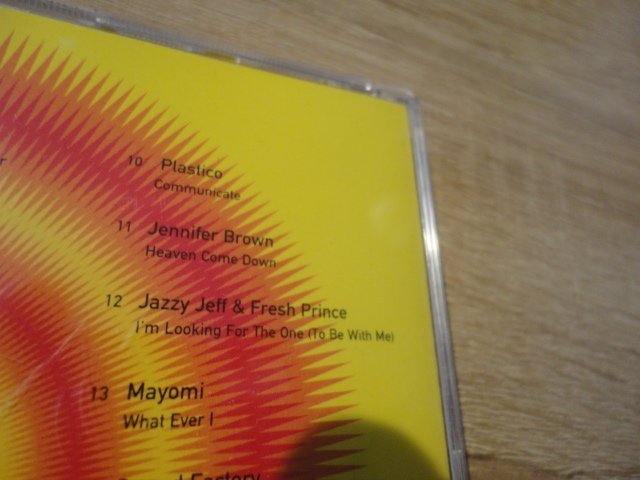 10 Plastico
Communicate
11 Jennifer Brown
Heaven Come Down
12 Jazzy Jeff & Fresh Prince
I'm Looking For The One (To Be With Me)
13 Mayomi
What Ever I
Factory